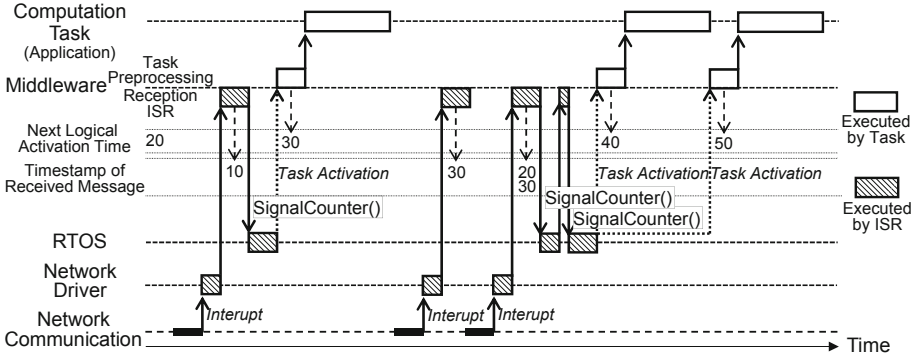 Computation
Task
(Application)
Task
Preprocessing
Middleware
Reception
ISR
Next Logical
Activation Time
20
30
40
50
Executed
by Task
Timestamp of
Received Message
10
30
20
30
Task Activation
Task Activation
Task Activation
SignalCounter()
SignalCounter()
SignalCounter()
Executed
by ISR
RTOS
Network
Driver
Interupt
Interupt
Interupt
Network
Communication
Time